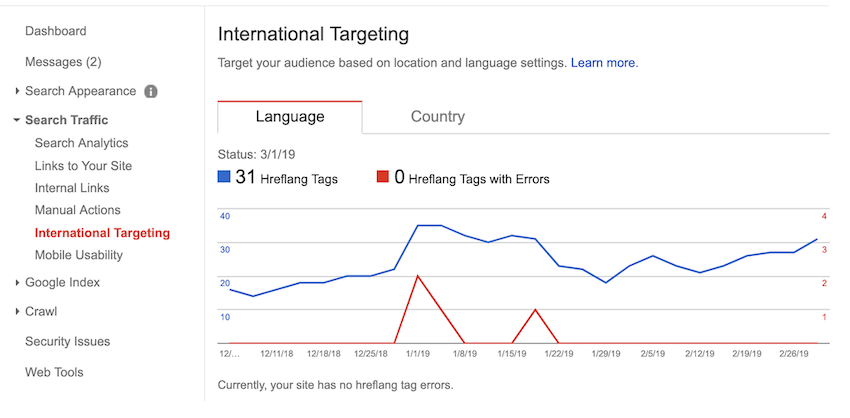 Dashboard
Messages (2)
Search Appearance i
Search Traffic
Search Analytics
Links to Your Site
Internal Links
Manual Actions
International Targeting
Mobile Usability
Google Index
Crawl
Security Issues
Web Tools
International Targeting
Target your audience based on location and language settings. Learn more.
Language Country
Status: 3/1/19
31 Hreflang Tags 0 Hreflang Tags with Errors
40 4
30 3
20 2
10 1
12/... 12/11/18 12/18/18 12/25/18 1/1/19 1/8/19 1/15/19 1/22/19 1/29/19 2/5/19 2/12/19 2/19/19 2/26/19
Currently, your site has no hreflang tag errors.